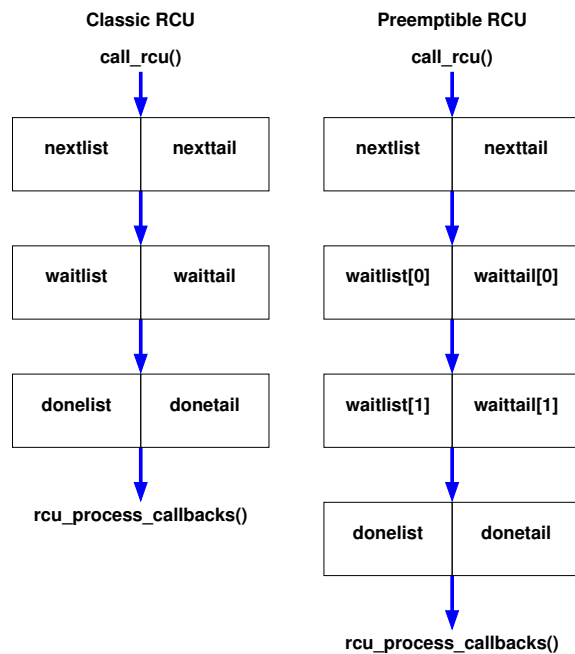 Classic RCU
call_rcu()
nextlist nexttail
waitlist waittail
donelist donetail
rcu_process_callbacks()
Preemptible RCU
call_rcu()
nextlist nexttail
waitlist[0] waittail[0]
waitlist[1] waittail[1]
donelist donetail
rcu_process_callbacks()